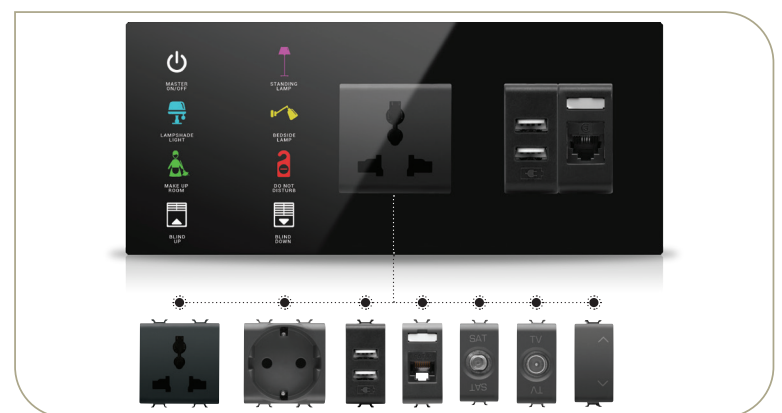 MASTER
ON/OFF
STANDING
LAMP
LAMPSHADE
LIGHT
BEDSIDE
LAMP
MAKE UP
ROOM
DO NOT
DISTURB
BLIND
UP
BLIND
DOWN
SAT
SAT
TV
TV